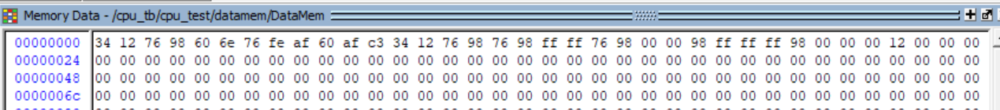 Memory Data - /cpu_tb/cpu_test/datamem/DataMem
00000000 34 12 76 98 60 6e 76 fe af 60 af c3 34 12 76 98 76 98 ff ff 76 98 00 00 98 ff ff ff 98 00 00 00 12 00 00 00
00000024 00 00 00 00 00 00 00 00 00 00 00 00 00 00 00 00 00 00 00 00 00 00 00 00 00 00 00 00 00 00 00 00 00 00 00 00
00000048 00 00 00 00 00 00 00 00 00 00 00 00 00 00 00 00 00 00 00 00 00 00 00 00 00 00 00 00 00 00 00 00 00 00 00 00
0000006c 00 00 00 00 00 00 00 00 00 00 00 00 00 00 00 00 00 00 00 00 00 00 00 00 00 00 00 00 00 00 00 00 00 00 00 00